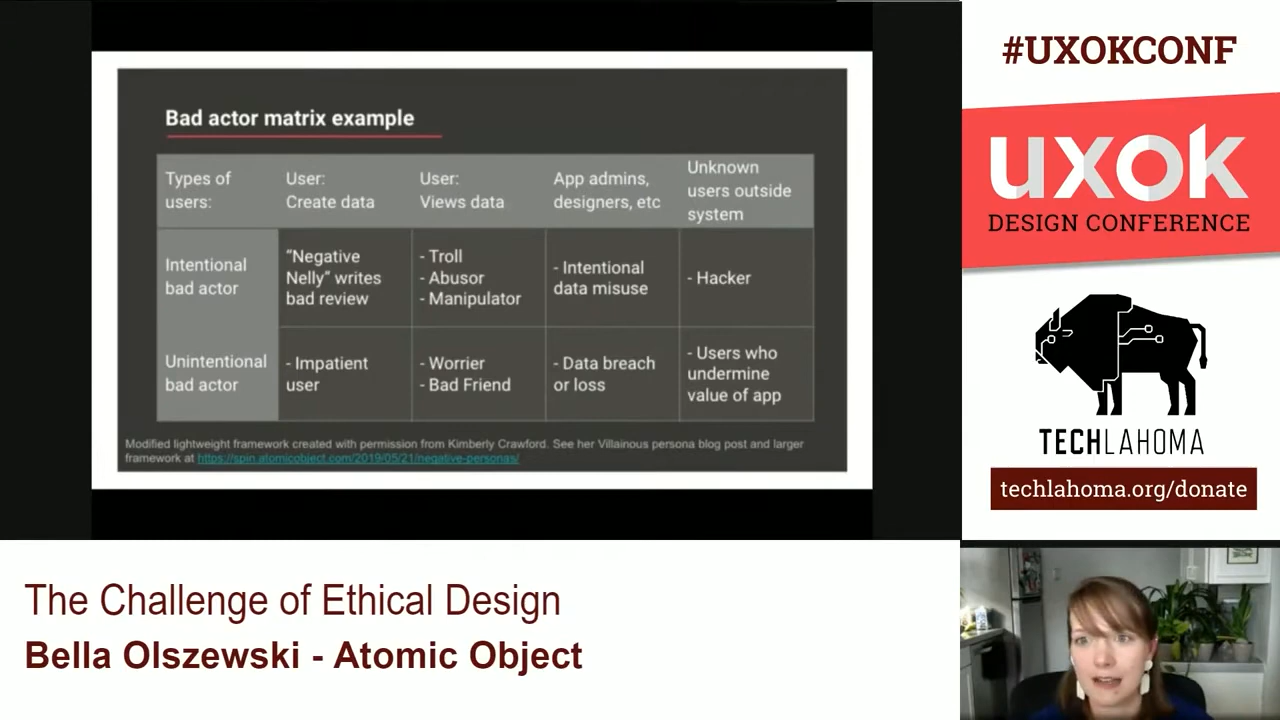 Bad actor matrix example
Types of
users:
User:
Create data
User:
Views data
App admins,
designers, etc
Unknown
users outside
system
Intentional
bad actor
“Negative
Nelly” writes
bad review
- Troll
- Abusor
- Manipulator
- Intentional
data misuse
- Hacker
Unintentional
bad actor
- Impatient
user
- Worrier
- Bad Friend
- Data breach
or loss
- Users who
undermine
value of app
Modified lightweight framework created with permission from Kimberly Crawford. See her Villainous persona blog post and larger
framework at https://spin.atomicobject.com/2019/05/21/negative-personas/
#UXOKCONF
uxok
DESIGN CONFERENCE
TECHLAHOMA
techlahoma.org/donate
The Challenge of Ethical Design
Bella Olszewski - Atomic Object